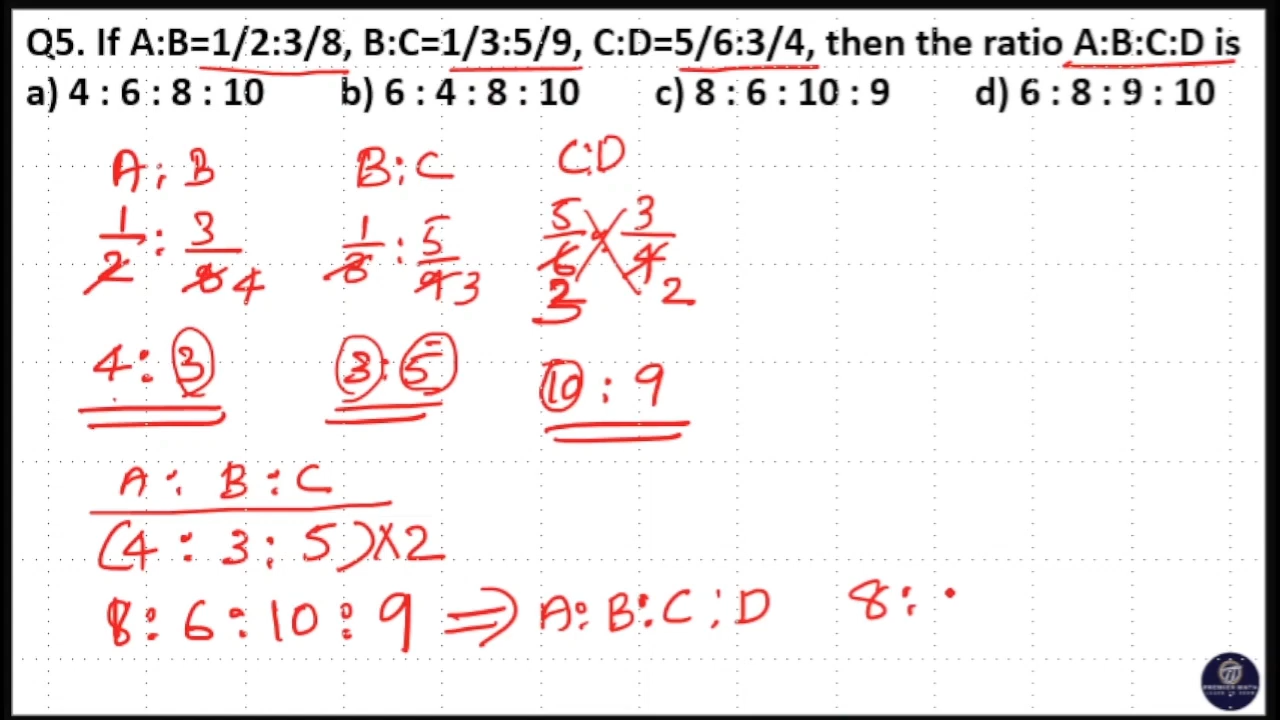 Q5. If A:B=1/2:3/8, B:C=1/3:5/9, C:D=5/6:3/4, then the ratio A:B:C:D is
a) 4 : 6 : 8 : 10 b) 6 : 4 : 8 : 10 c) 8 : 6 : 10 : 9 d) 6 : 8 : 9 : 10
A : B B : C C:D
1/2 : 3/8 4 1/3 : 5/9 3 5/6 2 : 3/4 2
4 : 3 3 : 5 10 : 9
A : B : C
(4 : 3 : 5) × 2
8 : 6 : 10 : 9 ⇒ A : B : C : D 8 :
PREMIER MATH